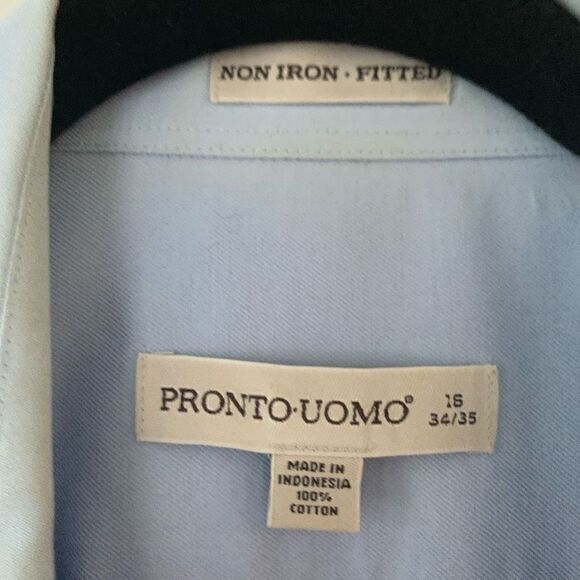 NON IRON · FITTED
PRONTO·UOMO® 16
34/35
MADE IN
INDONESIA
100%
COTTON